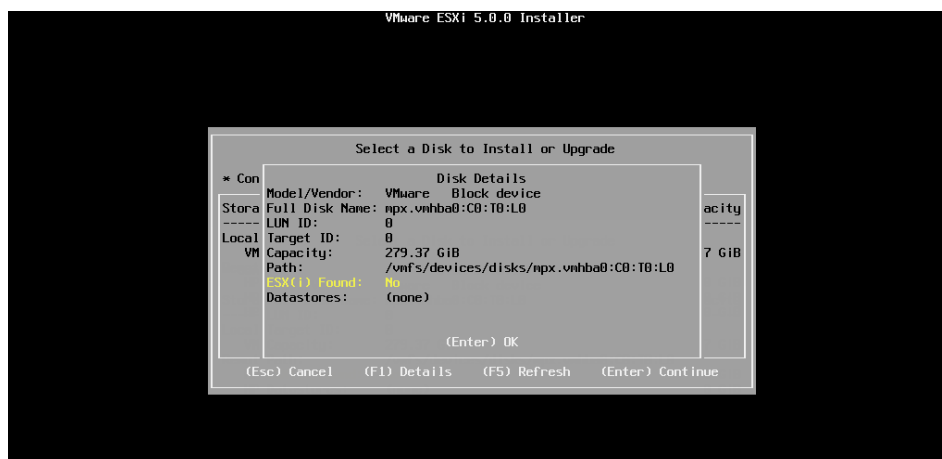 VMware ESXi 5.0.0 Installer
Select a Disk to Install or Upgrade
* Con
Disk Details
Model/Vendor: VMware Block device
Stora Full Disk Name: mpx.vmhba0:C0:T0:L0 acity
----- LUN ID: 0 -----
Local Target ID: 0
VM Capacity: 279.37 GiB 7 GiB
Path: /vmfs/devices/disks/mpx.vmhba0:C0:T0:L0
ESX(i) Found: No
Datastores: (none)
(Enter) OK
(Esc) Cancel (F1) Details (F5) Refresh (Enter) Continue